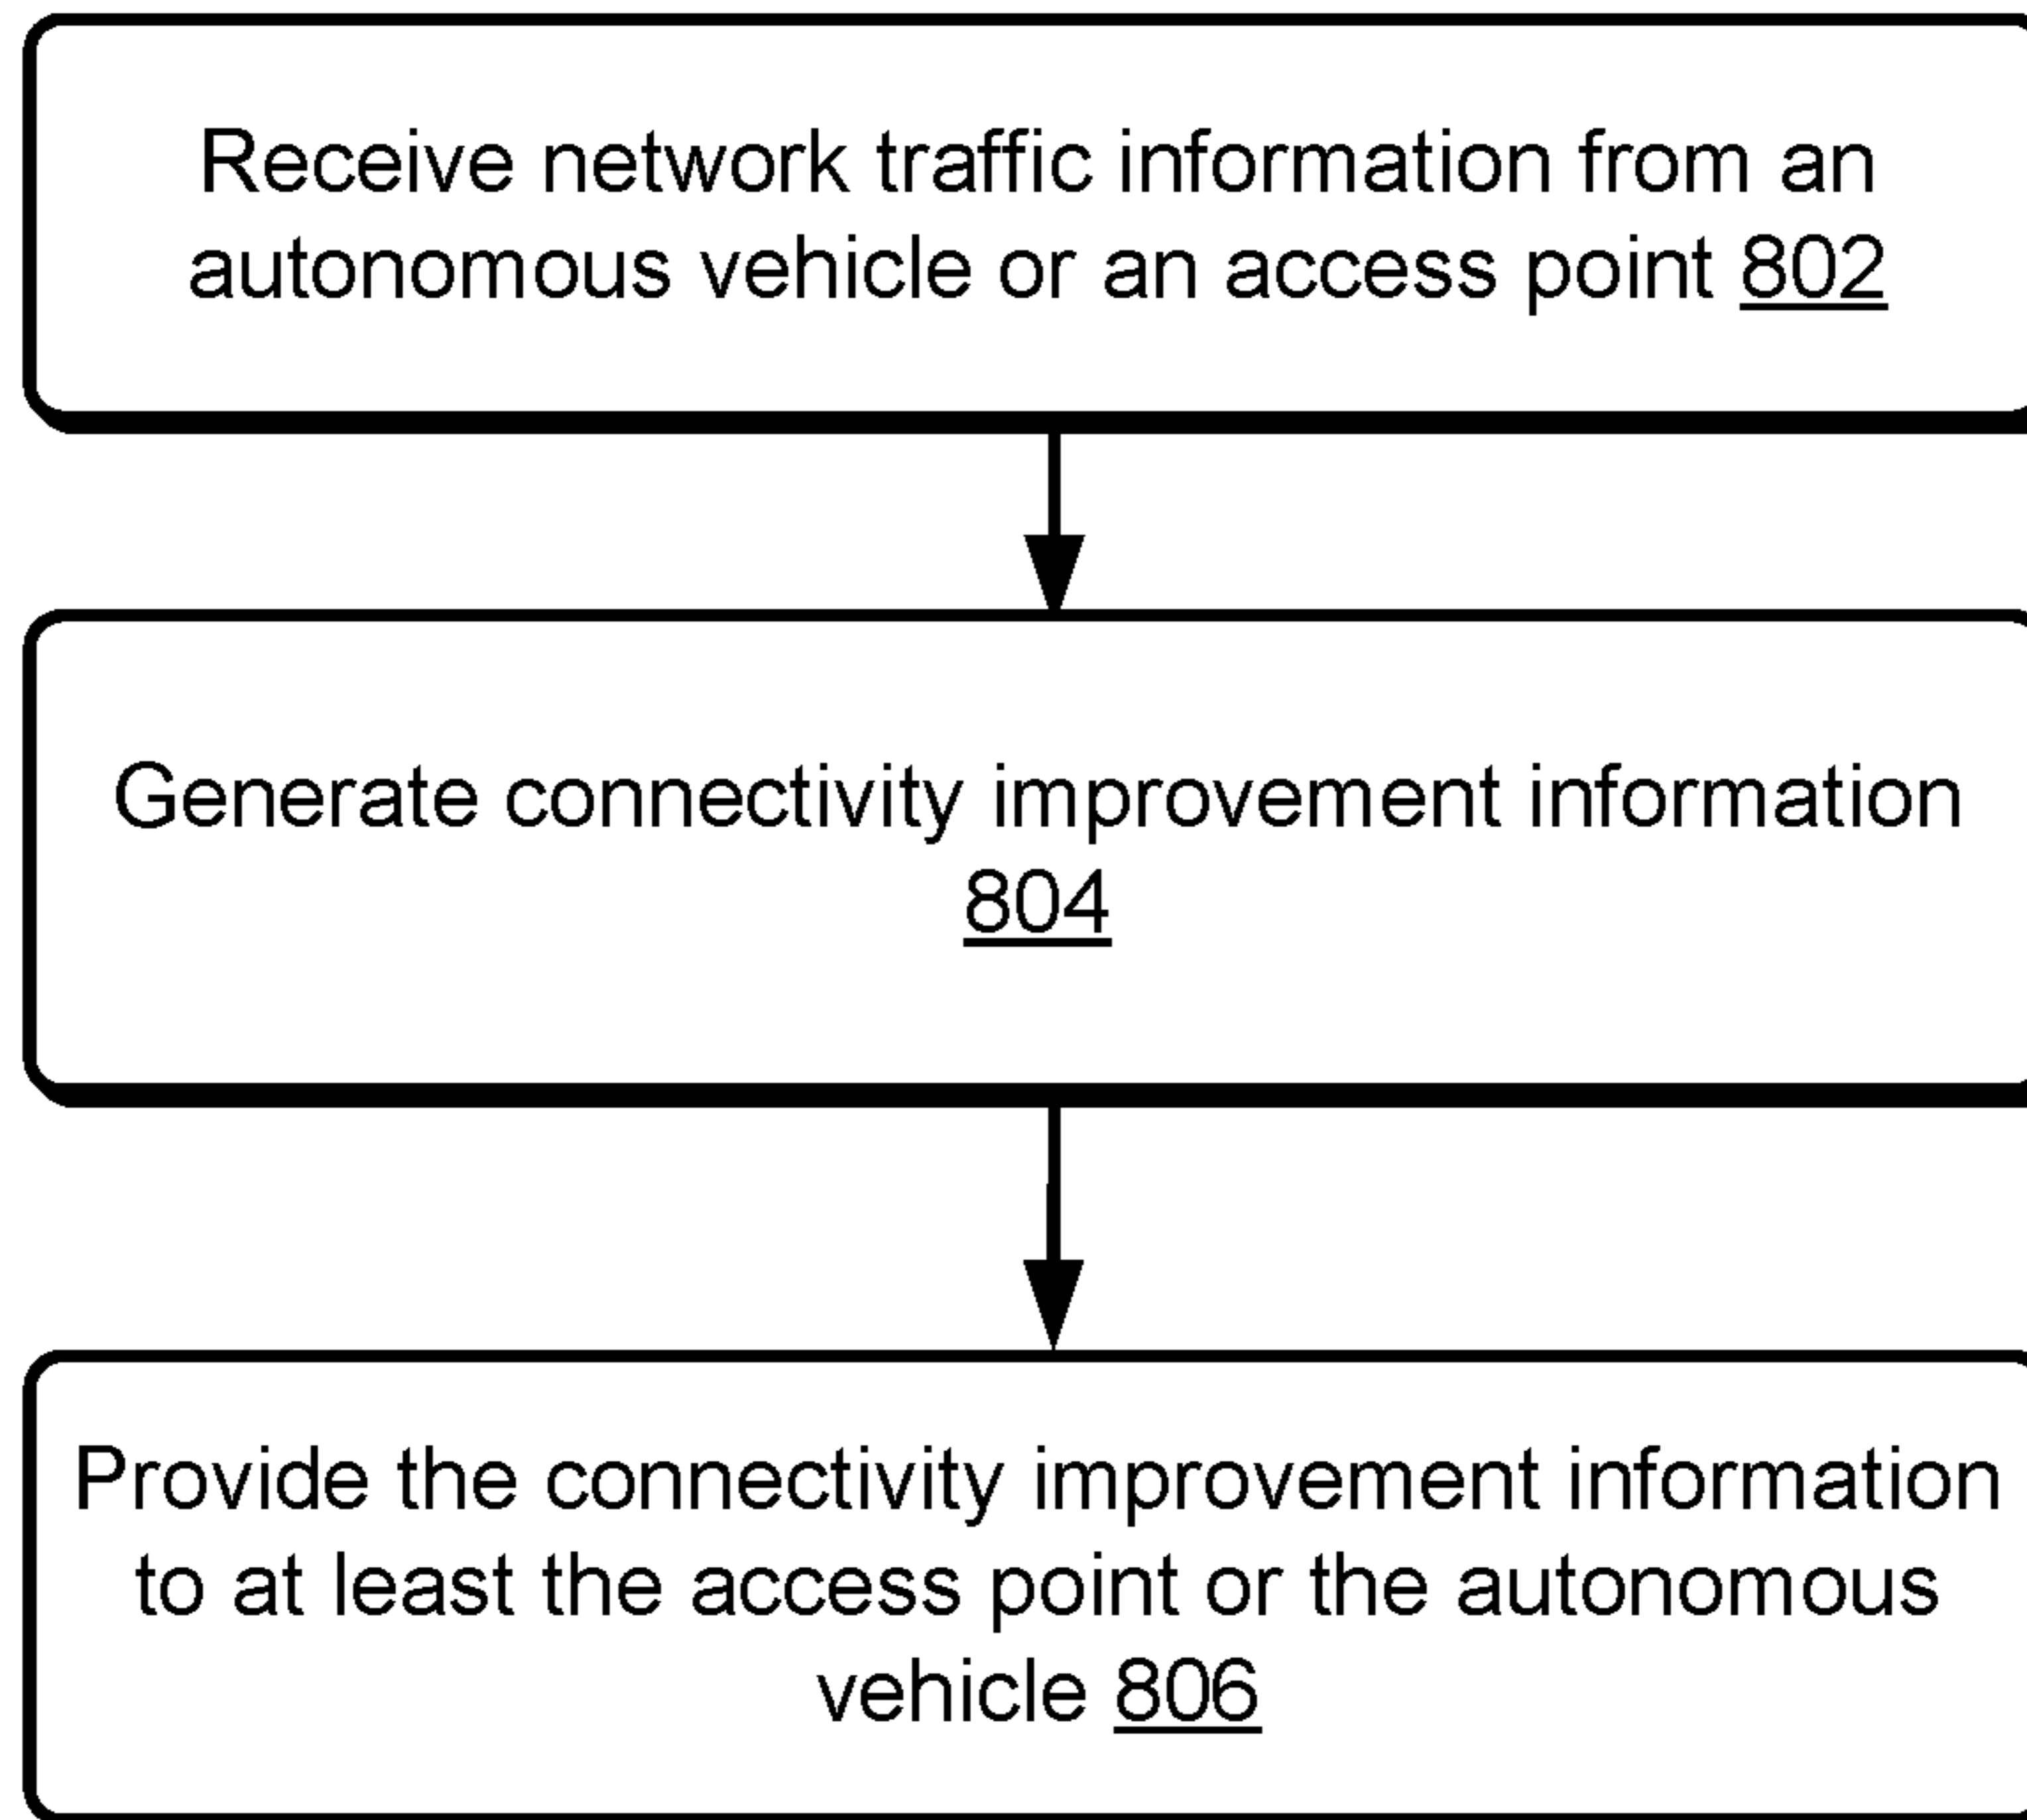 Receive network traffic information from an
autonomous vehicle or an access point 802
Generate connectivity improvement information
804
Provide the connectivity improvement information
to at least the access point or the autonomous
vehicle 806